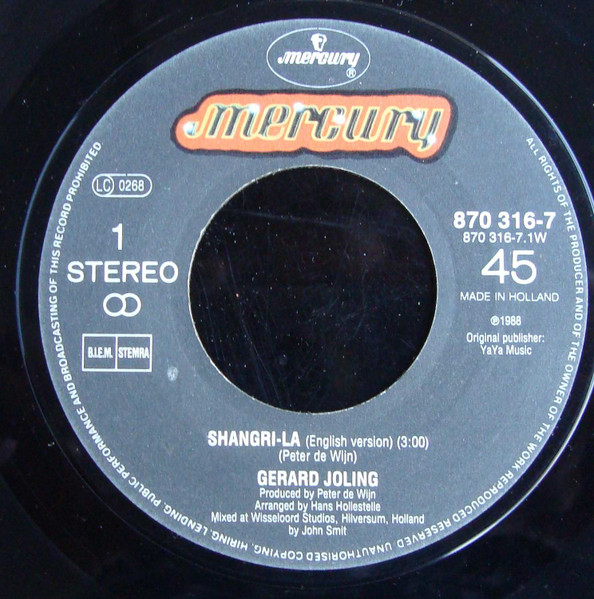 mercury
®
mercury
LC 0268
1
STEREO
B.I.E.M. STEMRA
870 316-7
870 316-7.1W
45
MADE IN HOLLAND
℗1988
Original publisher:
YaYa Music
SHANGRI-LA (English version) (3:00)
(Peter de Wijn)
GERARD JOLING
Produced by Peter de Wijn
Arranged by Hans Hollestelle
Mixed at Wisseloord Studios, Hilversum, Holland
by John Smit
ALL RIGHTS OF THE PRODUCER AND OF THE OWNER OF THE WORK REPRODUCED RESERVED. UNAUTHORISED COPYING, HIRING, LENDING, PUBLIC PERFORMANCE AND BROADCASTING OF THIS RECORD PROHIBITED